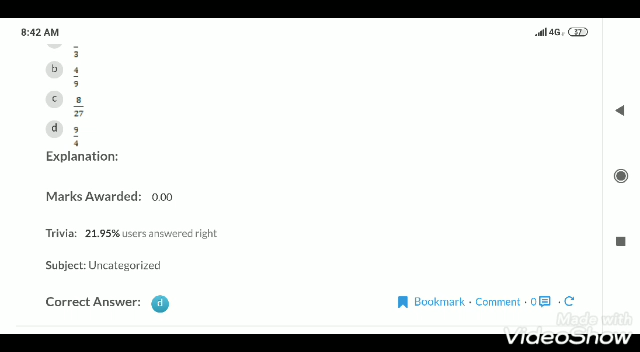 8:42 AM
4G
37
3
b 4/9
c 8/27
d 9/4
Explanation:
Marks Awarded: 0.00
Trivia: 21.95% users answered right
Subject: Uncategorized
Correct Answer: d
Bookmark · Comment · 0 ·
Made with
VideoShow